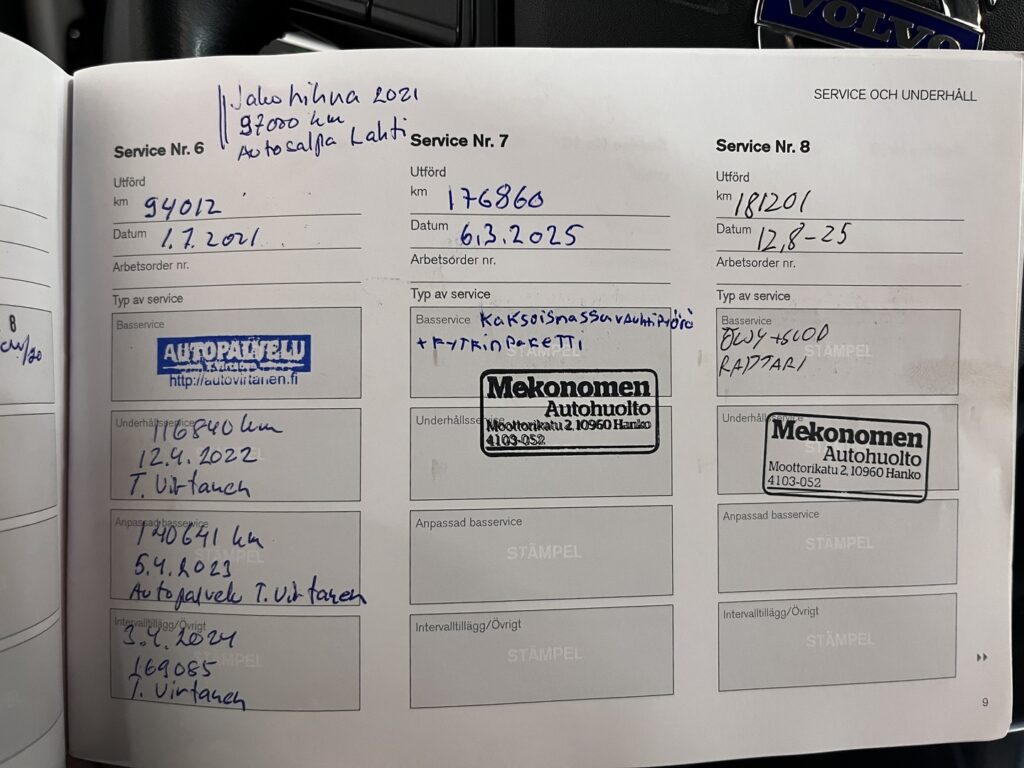 VOLVO
SERVICE OCH UNDERHÅLL
Jakohihna 2021
97000 km
Autosalpa Lahti
Service Nr. 6
Utförd
km 94012
Datum 1.7.2021
Arbetsorder nr.
Typ av service
Basservice
AUTOPALVELU
http://autovirtanen.fi
Underhållsservice
116840 km
12.4.2022
T. Virtanen
Anpassad basservice
140641 km
5.4.2023
Autopalvelu T. Virtanen
Intervalltillägg/Övrigt
3.4.2024
169085
T. Virtanen
Service Nr. 7
Utförd
km 176860
Datum 6.3.2025
Arbetsorder nr.
Typ av service
Basservice KAKSOISMASSAVAUHTIPYÖRÄ
+KYTKINPAKETTI
STÄMPEL
Underhållsservice
Mekonomen
Autohuolto
Moottorikatu 2, 10960 Hanko
4103-052
Anpassad basservice
STÄMPEL
Intervalltillägg/Övrigt
STÄMPEL
Service Nr. 8
Utförd
km 181201
Datum 12,8-25
Arbetsorder nr.
Typ av service
Basservice
STÄMPEL
Underhållsservice
Mekonomen
Autohuolto
Moottorikatu 2, 10960 Hanko
4103-052
Anpassad basservice
STÄMPEL
Intervalltillägg/Övrigt
STÄMPEL
9